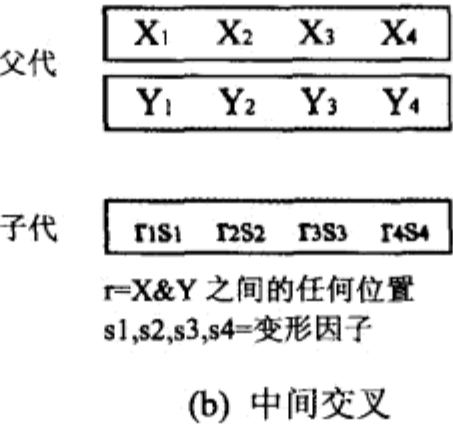 X1 X2 X3 X4
父代
Y1 Y2 Y3 Y4
子代 r1s1 r2s2 r3s3 r4s4
r=X&Y 之间的任何位置
s1,s2,s3,s4=变形因子
(b) 中间交叉